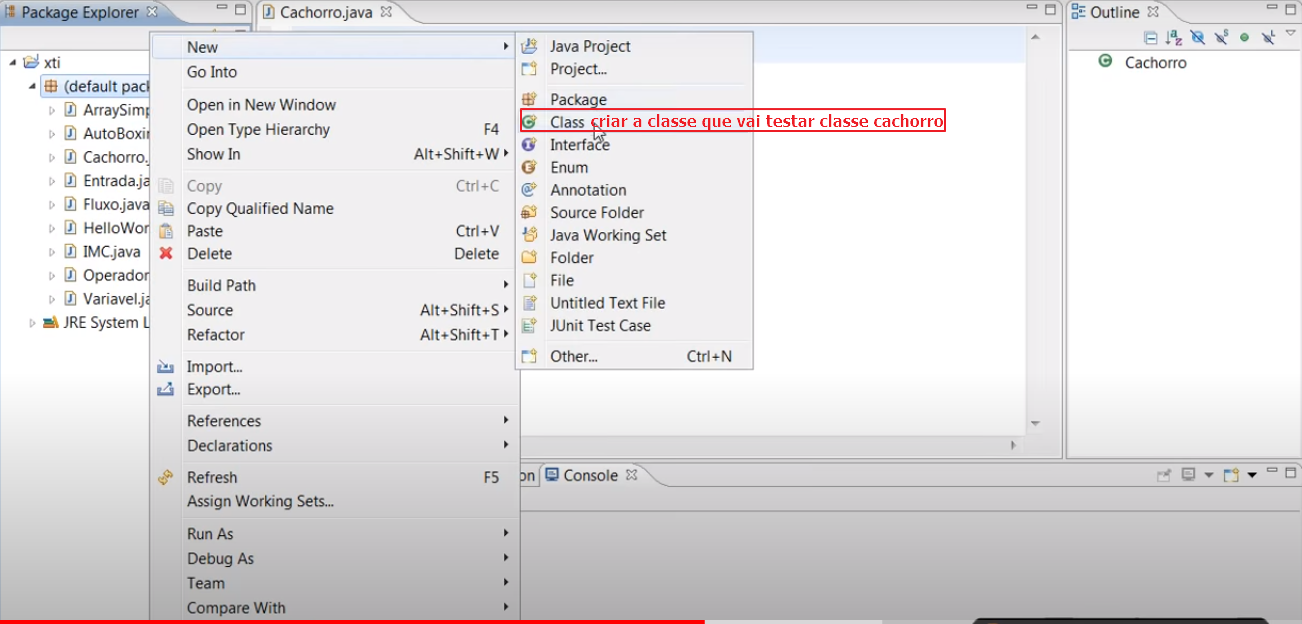 Package Explorer
Cachorro.java
Outline
xti
(default pack
ArraySimp
AutoBoxin
Cachorro.
Entrada.ja
Fluxo.java
HelloWor
IMC.java
Operador
Variavel.ja
JRE System L
New
Go Into
Open in New Window
Open Type Hierarchy F4
Show In Alt+Shift+W
Copy Ctrl+C
Copy Qualified Name
Paste Ctrl+V
Delete Delete
Build Path
Source Alt+Shift+S
Refactor Alt+Shift+T
Import...
Export...
References
Declarations
Refresh F5
Assign Working Sets...
Run As
Debug As
Team
Compare With
Java Project
Project...
Package
Class criar a classe que vai testar classe cachorro
Interface
Enum
Annotation
Source Folder
Java Working Set
Folder
File
Untitled Text File
JUnit Test Case
Other... Ctrl+N
Cachorro
on
Console